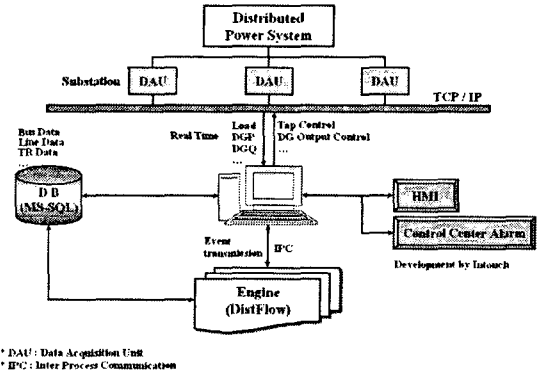 Distributed
Power System
Substation
DAU
DAU
DAU
TCP / IP
Bus Data
Line Data
TR Data
...
Real Time
Load
DGP
DGQ
...
Tap Control
DG Output Control
...
DB
(MS-SQL)
HMI
Control Center Alarm
Development by Intouch
Event
transmission
IPC
Engine
(DistFlow)
* DAU : Data Acquisition Unit
* IPC : Inter Process Communication